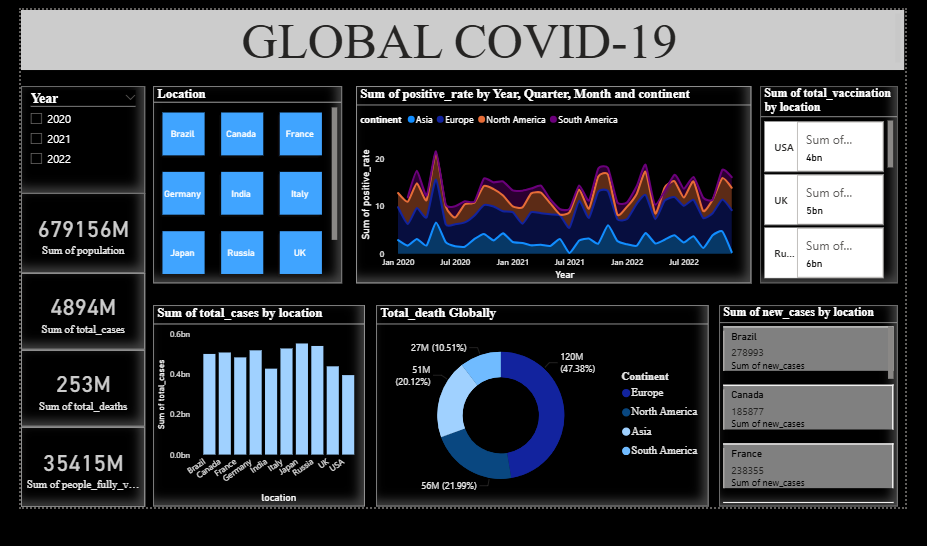 GLOBAL COVID-19
Year
2020
2021
2022
679156M
Sum of population
4894M
Sum of total_cases
253M
Sum of total_deaths
35415M
Sum of people_fully_v...
Location
Brazil
Canada
France
Germany
India
Italy
Japan
Russia
UK
Sum of positive_rate by Year, Quarter, Month and continent
continent Asia Europe North America South America
Sum of positive_rate
20
10
0
Jan 2020 Jul 2020 Jan 2021 Jul 2021 Jan 2022 Jul 2022
Year
Sum of total_vaccination
by location
USA
Sum of...
4bn
UK
Sum of...
5bn
Ru...
Sum of...
6bn
Sum of total_cases by location
Sum of total_cases
0.6bn
0.4bn
0.2bn
0.0bn
Brazil Canada France Germany India Italy Japan Russia UK USA
location
Total_death Globally
27M (10.51%)
51M
(20.12%)
120M
(47.38%)
56M (21.99%)
Continent
Europe
North America
Asia
South America
Sum of new_cases by location
Brazil
278993
Sum of new_cases
Canada
185877
Sum of new_cases
France
238355
Sum of new_cases